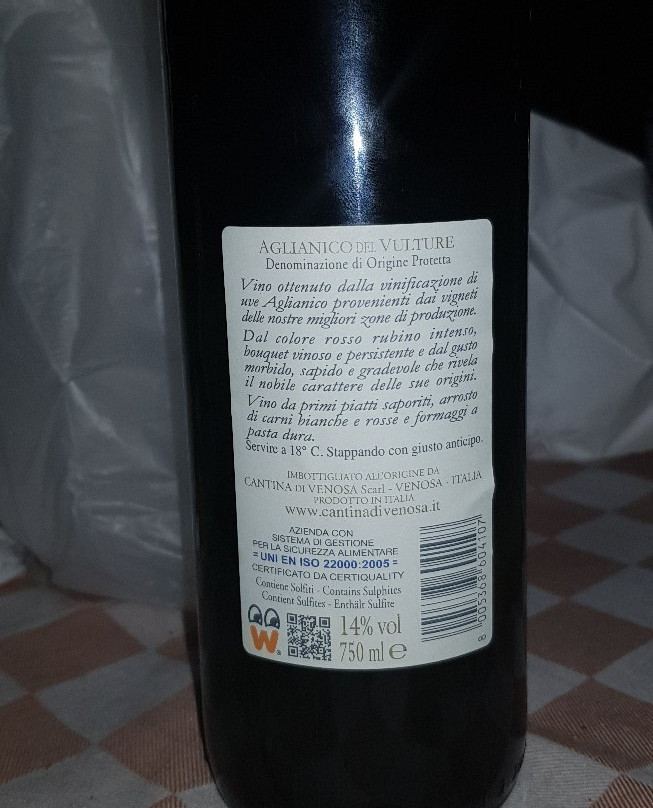 AGLIANICO DEL VULTURE
Denominazione di Origine Protetta
Vino ottenuto dalla vinificazione di
uve Aglianico provenienti dai vigneti
delle nostre migliori zone di produzione.
Dal colore rosso rubino intenso,
bouquet vinoso e persistente e dal gusto
morbido, sapido e gradevole che rivela
il nobile carattere delle sue origini.
Vino da primi piatti saporiti, arrosto
di carni bianche e rosse e formaggi a
pasta dura.
Servire a 18° C. Stappando con giusto anticipo.
IMBOTTIGLIATO ALL'ORIGINE DA
CANTINA DI VENOSA Scarl - VENOSA - ITALIA
PRODOTTO IN ITALIA
www.cantinadivenosa.it
AZIENDA CON
SISTEMA DI GESTIONE
PER LA SICUREZZA ALIMENTARE
= UNI EN ISO 22000:2005 =
CERTIFICATO DA CERTIQUALITY
Contiene Solfiti - Contains Sulphites
Contient Sulfites - Enthält Sulfite
W
14% vol
750 ml e
8 005368 604107